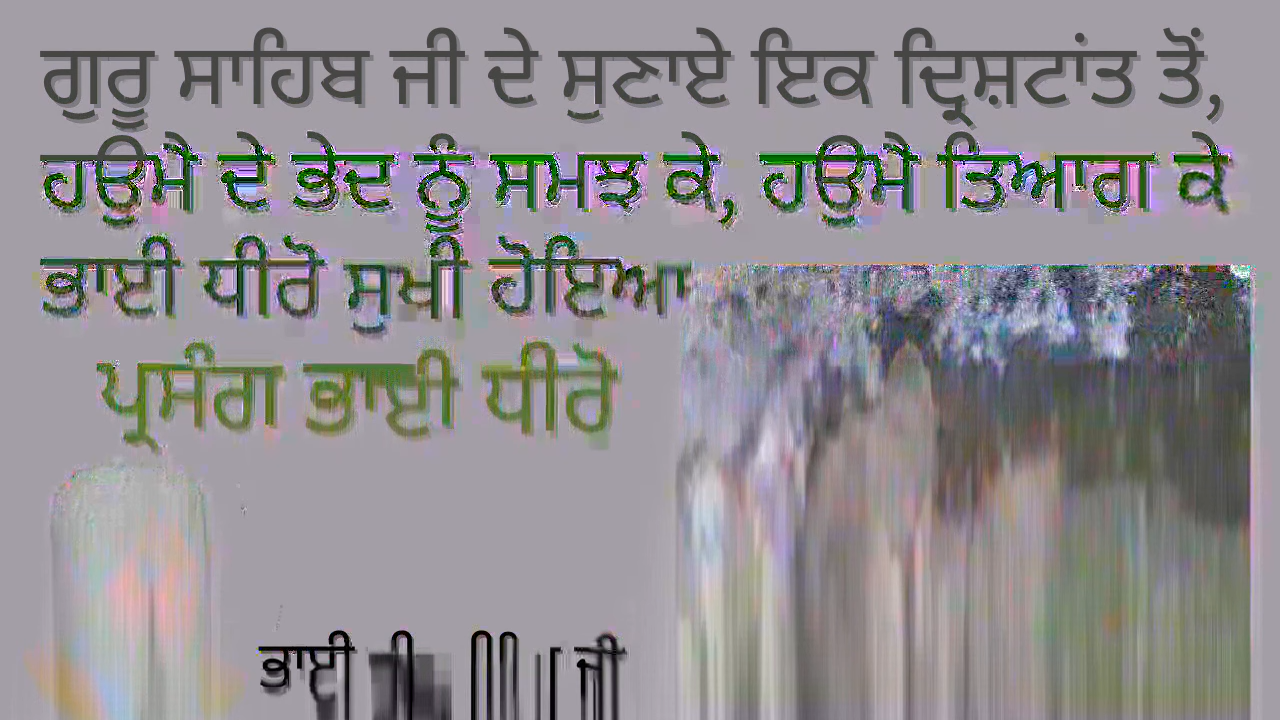 ਗੁਰੂ ਸਾਹਿਬ ਜੀ ਦੇ ਸੁਣਾਏ ਇਕ ਦ੍ਰਿਸ਼ਟਾਂਤ ਤੋਂ,
ਹਉਮੈ ਦੇ ਭੇਦ ਨੂੰ ਸਮਝ ਕੇ, ਹਉਮੈ ਤਿਆਗ ਕੇ
ਭਾਈ ਧੀਰੋ ਸੁਖੀ ਹੋਇਆ
ਪ੍ਰਸੰਗ ਭਾਈ ਧੀਰੋ
ਭਾਈ ਜੀ